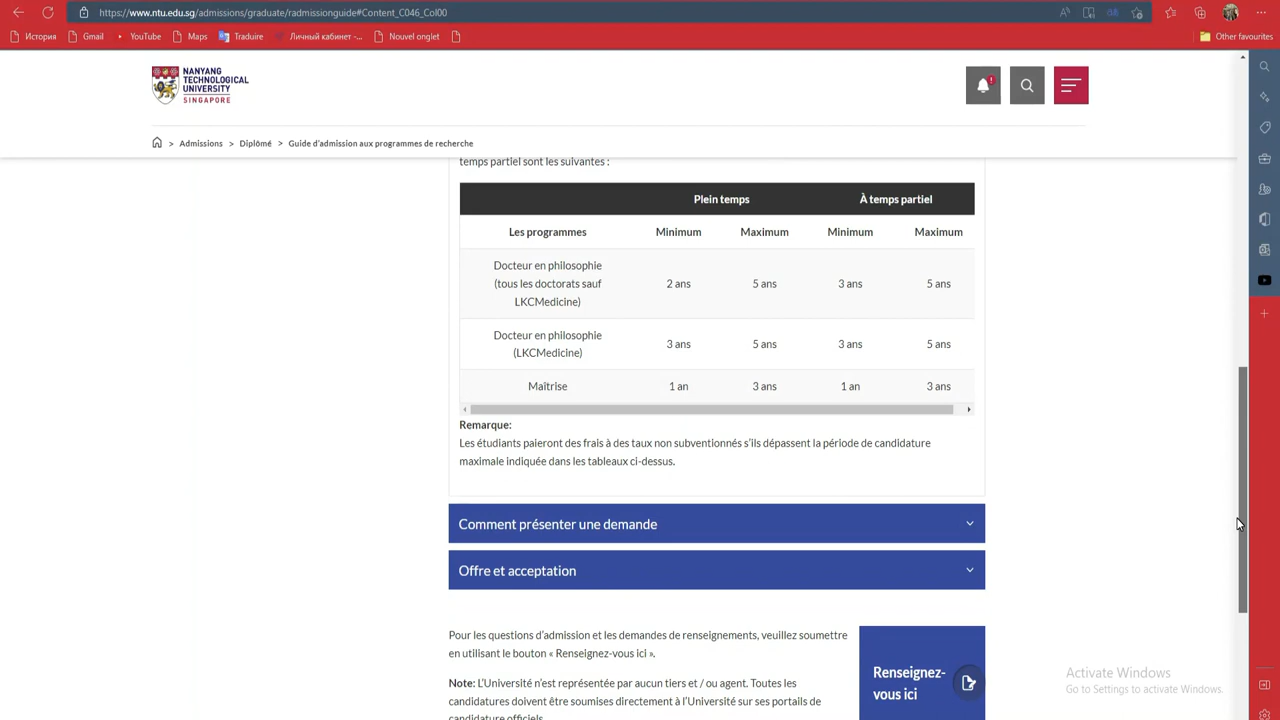 https://www.ntu.edu.sg/admissions/graduate/radmissionguide#Content_C046_Col00
История Gmail YouTube Maps Traduire Личный кабинет -... Nouvel onglet Other favourites
NANYANG
TECHNOLOGICAL
UNIVERSITY
SINGAPORE
> Admissions > Diplômé > Guide d'admission aux programmes de recherche
temps partiel sont les suivantes :
Plein temps À temps partiel
Les programmes Minimum Maximum Minimum Maximum
Docteur en philosophie
(tous les doctorats sauf 2 ans 5 ans 3 ans 5 ans
LKCMedicine)
Docteur en philosophie
(LKCMedicine) 3 ans 5 ans 3 ans 5 ans
Maîtrise 1 an 3 ans 1 an 3 ans
Remarque:
Les étudiants paieront des frais à des taux non subventionnés s'ils dépassent la période de candidature
maximale indiquée dans les tableaux ci-dessus.
Comment présenter une demande
Offre et acceptation
Pour les questions d'admission et les demandes de renseignements, veuillez soumettre
en utilisant le bouton « Renseignez-vous ici ».
Renseignez-
vous ici
Note: L'Université n'est représentée par aucun tiers et / ou agent. Toutes les
candidatures doivent être soumises directement à l'Université sur ses portails de
candidature officiels.
Activate Windows
Go to Settings to activate Windows.